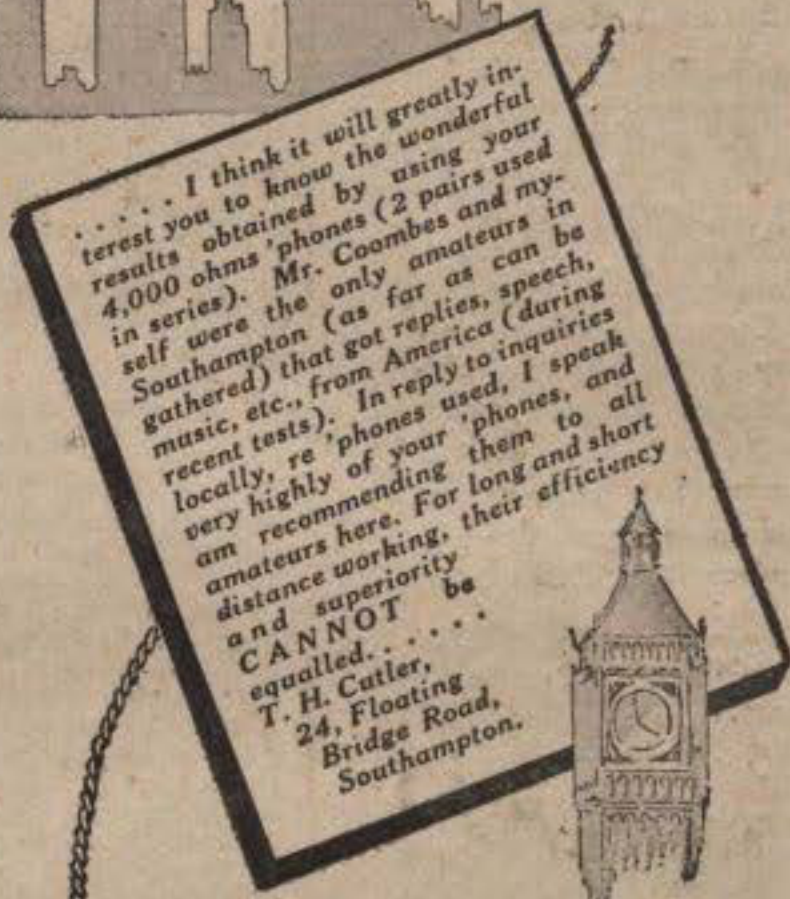 . . . . . I think it will greatly in-
terest you to know the wonderful
results obtained by using your
4,000 ohms 'phones (2 pairs used
in series). Mr. Coombes and my-
self were the only amateurs in
Southampton (as far as can be
gathered) that got replies, speech,
music, etc., from America (during
recent tests). In reply to inquiries
locally, re 'phones used, I speak
very highly of your 'phones, and
am recommending them to all
amateurs here. For long and short
distance working, their efficiency
and superiority
CANNOT be
equalled. . . . . .
T. H. Cutler,
24, Floating
Bridge Road,
Southampton.